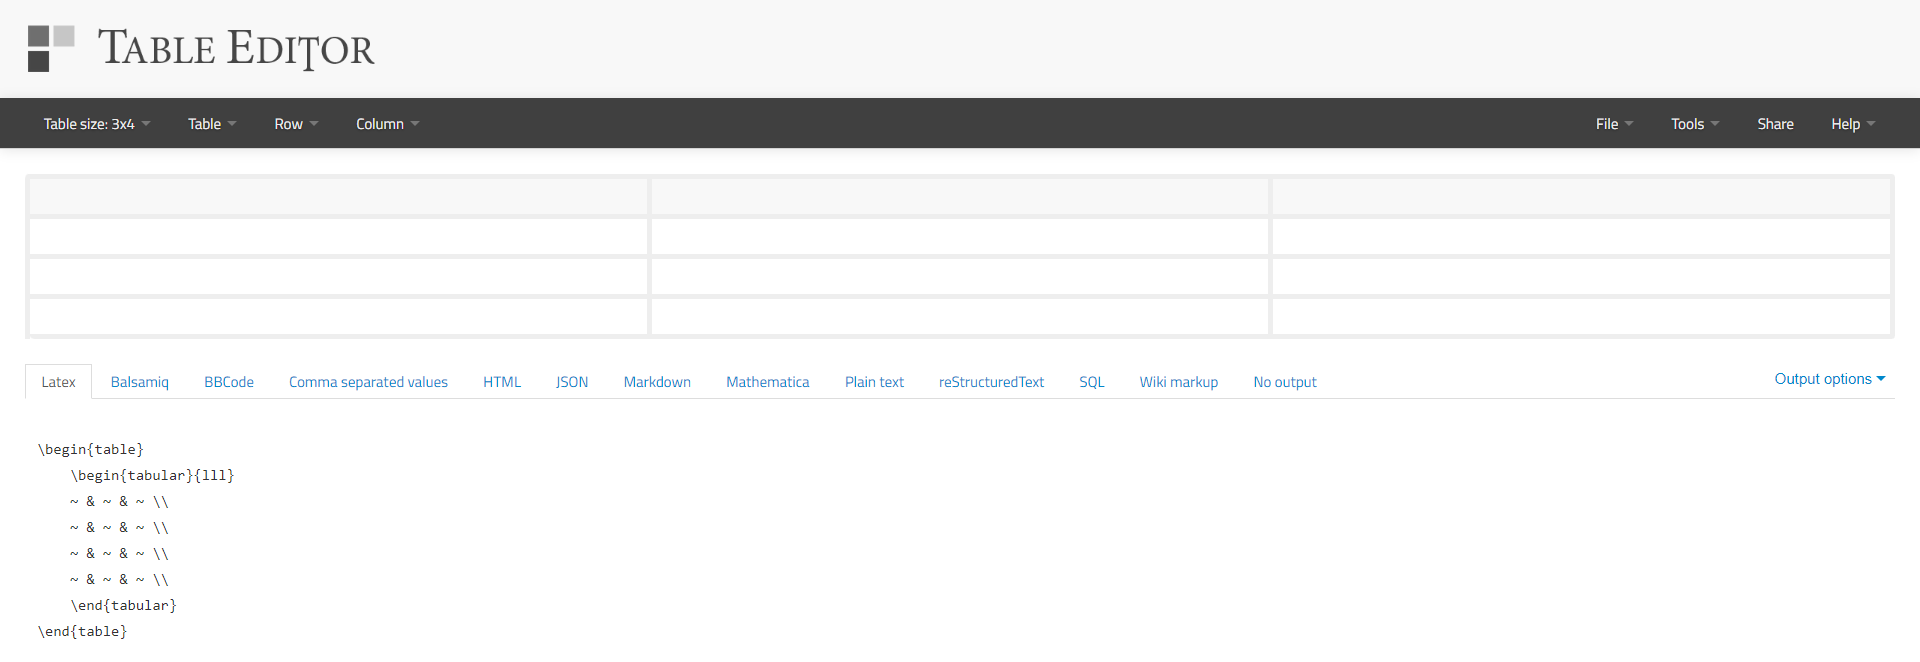 TABLE EDITOR
Table size: 3x4 Table Row Column File Tools Share Help
Latex Balsamiq BBCode Comma separated values HTML JSON Markdown Mathematica Plain text reStructuredText SQL Wiki markup No output Output options
\begin{table}
\begin{tabular}{lll}
~ & ~ & ~ \\
~ & ~ & ~ \\
~ & ~ & ~ \\
~ & ~ & ~ \\
\end{tabular}
\end{table}